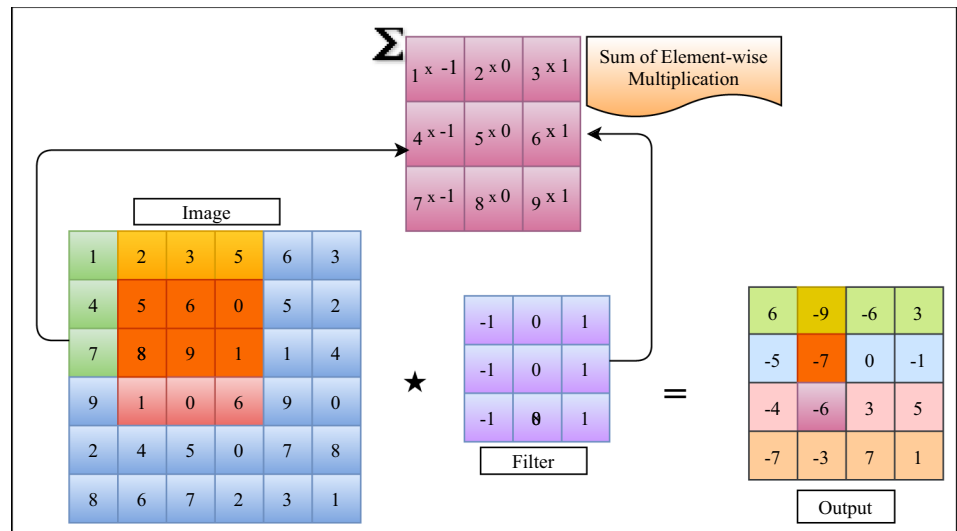 Σ
1 x -1 2 x 0 3 x 1
Sum of Element-wise
Multiplication
4 x -1 5 x 0 6 x 1
7 x -1 8 x 0 9 x 1
Image
1 2 3 5 6 3
4 5 6 0 5 2
7 8 9 1 1 4
9 1 0 6 9 0
2 4 5 0 7 8
8 6 7 2 3 1
★
-1 0 1
-1 0 1
-1 0 1
Filter
=
6 -9 -6 3
-5 -7 0 -1
-4 -6 3 5
-7 -3 7 1
Output